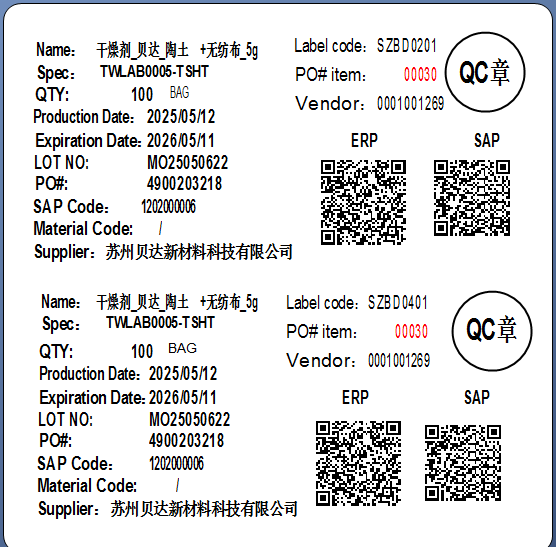 Name： 干燥剂_贝达_陶土 +无纺布_5g
Label code：SZBD0201
Spec： TWLAB0005-TSHT
PO# item： 00030
QC章
QTY: 100 BAG
Vendor：0001001269
Production Date：2025/05/12
Expiration Date：2026/05/11
ERP SAP
LOT NO: MO25050622
PO#: 4900203218
SAP Code： 1202000006
Material Code: /
Supplier：苏州贝达新材料科技有限公司
Name： 干燥剂_贝达_陶土 +无纺布_5g
Label code：SZBD0401
Spec： TWLAB0005-TSHT
PO# item： 00030
QC章
QTY: 100 BAG
Vendor：0001001269
Production Date：2025/05/12
Expiration Date：2026/05/11
ERP SAP
LOT NO: MO25050622
PO#: 4900203218
SAP Code： 1202000006
Material Code: /
Supplier：苏州贝达新材料科技有限公司